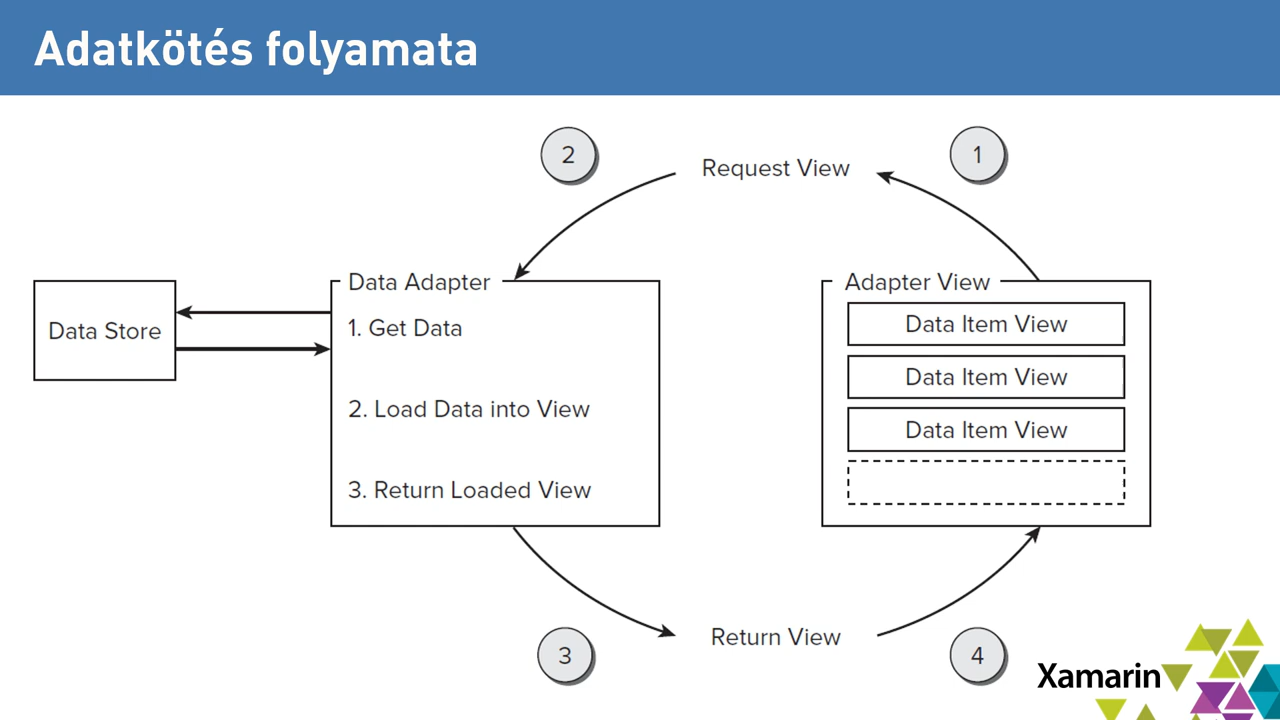 Adatkötés folyamata
2
Request View
1
Data Adapter
Adapter View
Data Store
1. Get Data
2. Load Data into View
3. Return Loaded View
Data Item View
Data Item View
Data Item View
3
Return View
4
Xamarin